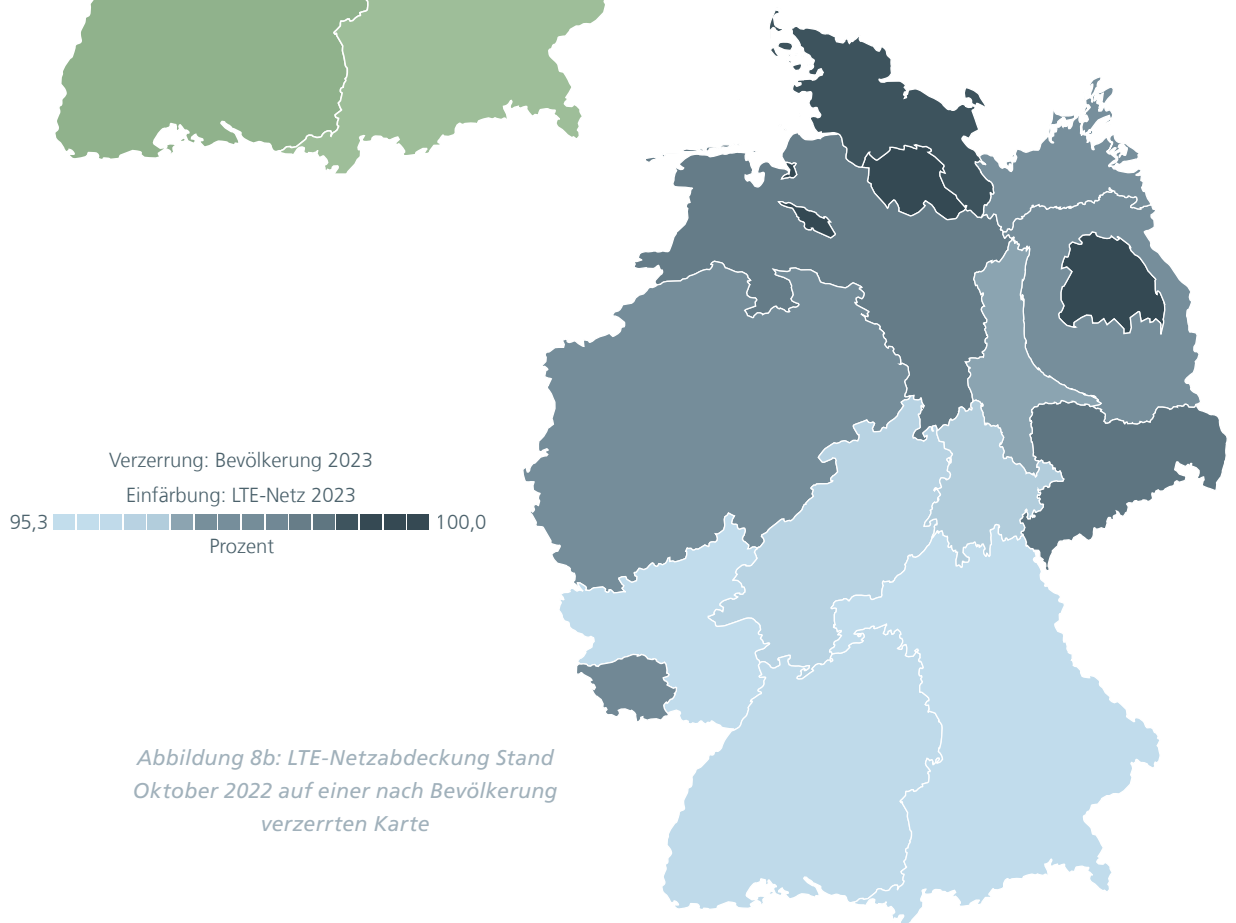 Verzerrung: Bevölkerung 2023
Einfärbung: LTE-Netz 2023
95,3 100,0
Prozent
Abbildung 8b: LTE-Netzabdeckung Stand
Oktober 2022 auf einer nach Bevölkerung
verzerrten Karte